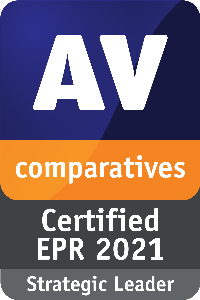 AV
comparatives
Certified
EPR 2021
Strategic Leader